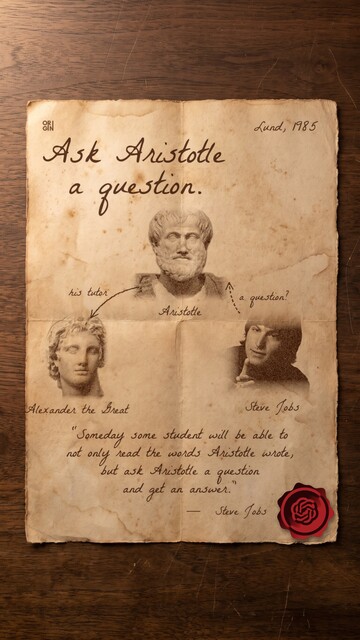 ORI
GIN
Lund, 1985
Ask Aristotle
a question.
his tutor
a question?
Aristotle
Alexander the Great
Steve Jobs
"Someday some student will be able to
not only read the words Aristotle wrote,
but ask Aristotle a question
and get an answer."
— Steve Jobs